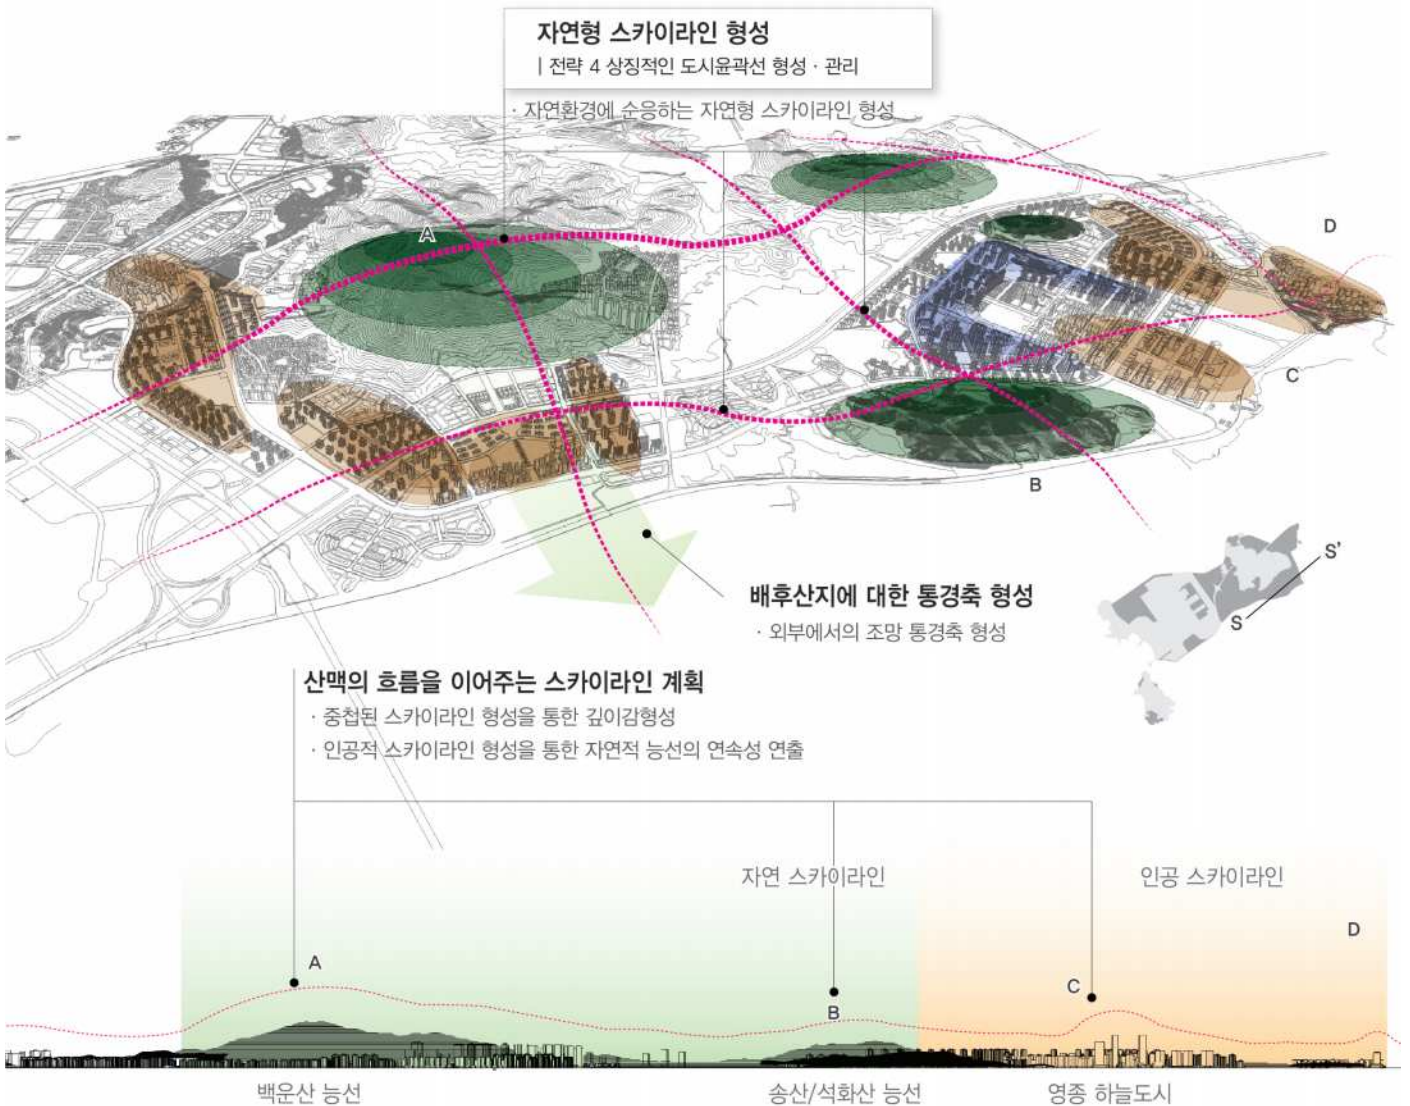 자연형 스카이라인 형성
| 전략 4 상징적인 도시윤곽선 형성 · 관리
· 자연환경에 순응하는 자연형 스카이라인 형성
A
D
C
B
S'
S
배후산지에 대한 통경축 형성
· 외부에서의 조망 통경축 형성
산맥의 흐름을 이어주는 스카이라인 계획
· 중첩된 스카이라인 형성을 통한 깊이감형성
· 인공적 스카이라인 형성을 통한 자연적 능선의 연속성 연출
자연 스카이라인
인공 스카이라인
D
A
C
B
백운산 능선
송산/석화산 능선
영종 하늘도시